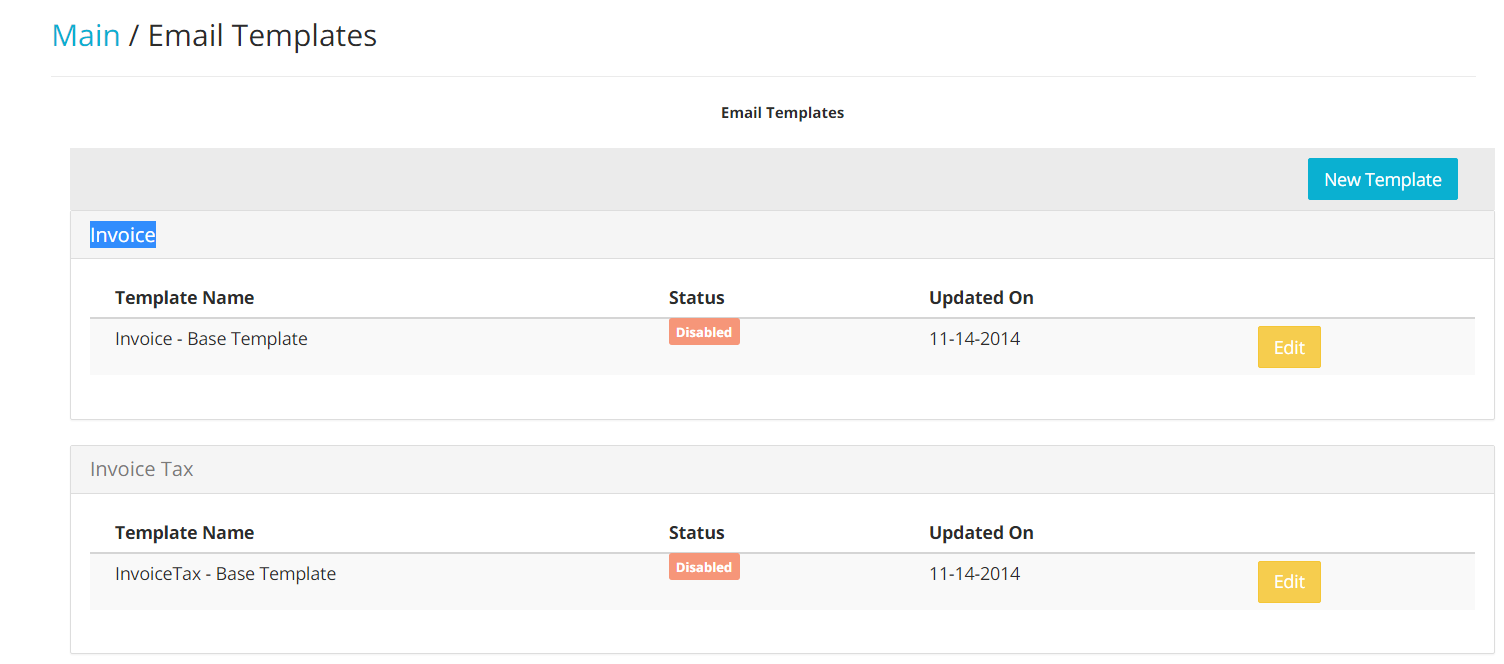 Main / Email Templates
Email Templates
New Template
Invoice
Template Name Status Updated On
Invoice - Base Template Disabled 11-14-2014 Edit
Invoice Tax
Template Name Status Updated On
InvoiceTax - Base Template Disabled 11-14-2014 Edit